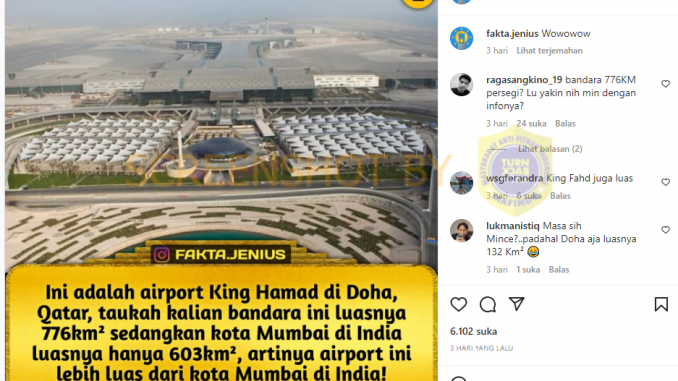 FAKTA.JENIUS
Ini adalah airport King Hamad di Doha,
Qatar, taukah kalian bandara ini luasnya
776km² sedangkan kota Mumbai di India
luasnya hanya 603km², artinya airport ini
lebih luas dari kota Mumbai di India!
SCREENSHOT BY
TURN
BACK
fakta.jenius Wowowow
3 hari Lihat terjemahan
ragasangkino_19 bandara 776KM
persegi? Lu yakin nih min dengan
infonya?
3 hari 24 suka Balas
Lihat balasan (2)
wsgferandra King Fahd juga luas
3 hari 6 suka Balas
lukmanistiq Masa sih
Mince?..padahal Doha aja luasnya
132 Km² 😂
3 hari 1 suka Balas
6.102 suka
3 HARI YANG LALU